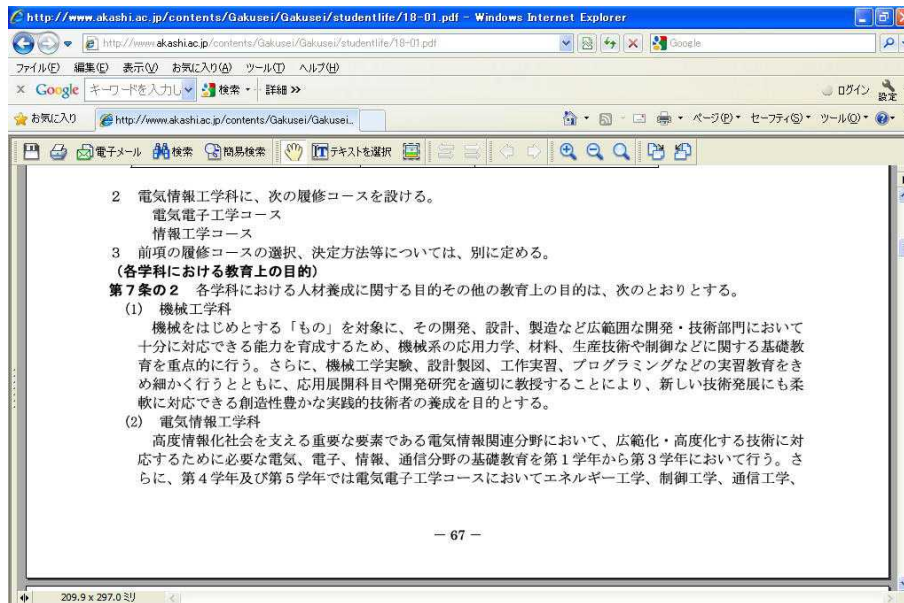 http://www.akashi.ac.jp/contents/Gakusei/Gakusei/studentlife/18-01.pdf - Windows Internet Explorer
http://www.akashi.ac.jp/contents/Gakusei/Gakusei/studentlife/18-01.pdf Google
ファイル(F) 編集(E) 表示(V) お気に入り(A) ツール(T) ヘルプ(H)
x Google キーワードを入力し 検索 詳細 >> ログイン 設定
お気に入り http://www.akashi.ac.jp/contents/Gakusei/Gakusei... ページ(P) セーフティ(S) ツール(O)
電子メール 検索 簡易検索 テキストを選択
2 電気情報工学科に、次の履修コースを設ける。
電気電子工学コース
情報工学コース
3 前項の履修コースの選択、決定方法等については、別に定める。
(各学科における教育上の目的)
第7条の2 各学科における人材養成に関する目的その他の教育上の目的は、次のとおりとする。
(1) 機械工学科
機械をはじめとする「もの」を対象に、その開発、設計、製造など広範囲な開発・技術部門において
十分に対応できる能力を育成するため、機械系の応用力学、材料、生産技術や制御などに関する基礎教
育を重点的に行う。さらに、機械工学実験、設計製図、工作実習、プログラミングなどの実習教育をき
め細かく行うとともに、応用展開科目や開発研究を適切に教授することにより、新しい技術発展にも柔
軟に対応できる創造性豊かな実践的技術者の養成を目的とする。
(2) 電気情報工学科
高度情報化社会を支える重要な要素である電気情報関連分野において、広範化・高度化する技術に対
応するために必要な電気、電子、情報、通信分野の基礎教育を第1学年から第3学年において行う。さ
らに、第4学年及び第5学年では電気電子工学コースにおいてエネルギー工学、制御工学、通信工学、
― 67 ―
209.9 x 297.0 ミリ